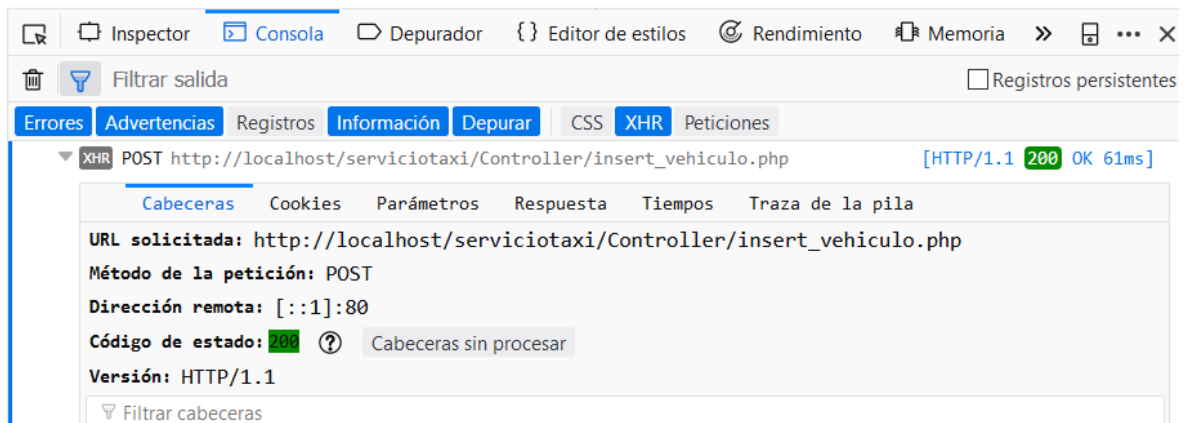 Inspector Consola Depurador {} Editor de estilos Rendimiento Memoria » ••• ×
Filtrar salida Registros persistentes
Errores Advertencias Registros Información Depurar CSS XHR Peticiones
XHR POST http://localhost/serviciotaxi/Controller/insert_vehiculo.php [HTTP/1.1 200 OK 61ms]
Cabeceras Cookies Parámetros Respuesta Tiempos Traza de la pila
URL solicitada: http://localhost/serviciotaxi/Controller/insert_vehiculo.php
Método de la petición: POST
Dirección remota: [::1]:80
Código de estado: 200 ? Cabeceras sin procesar
Versión: HTTP/1.1
Filtrar cabeceras